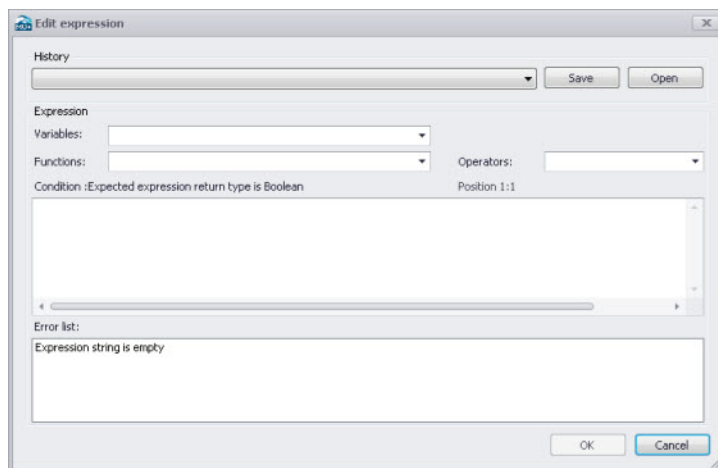 Edit expression
History
Save
Open
Expression
Variables:
Functions:
Operators:
Condition :Expected expression return type is Boolean
Position 1:1
Error list:
Expression string is empty
OK
Cancel